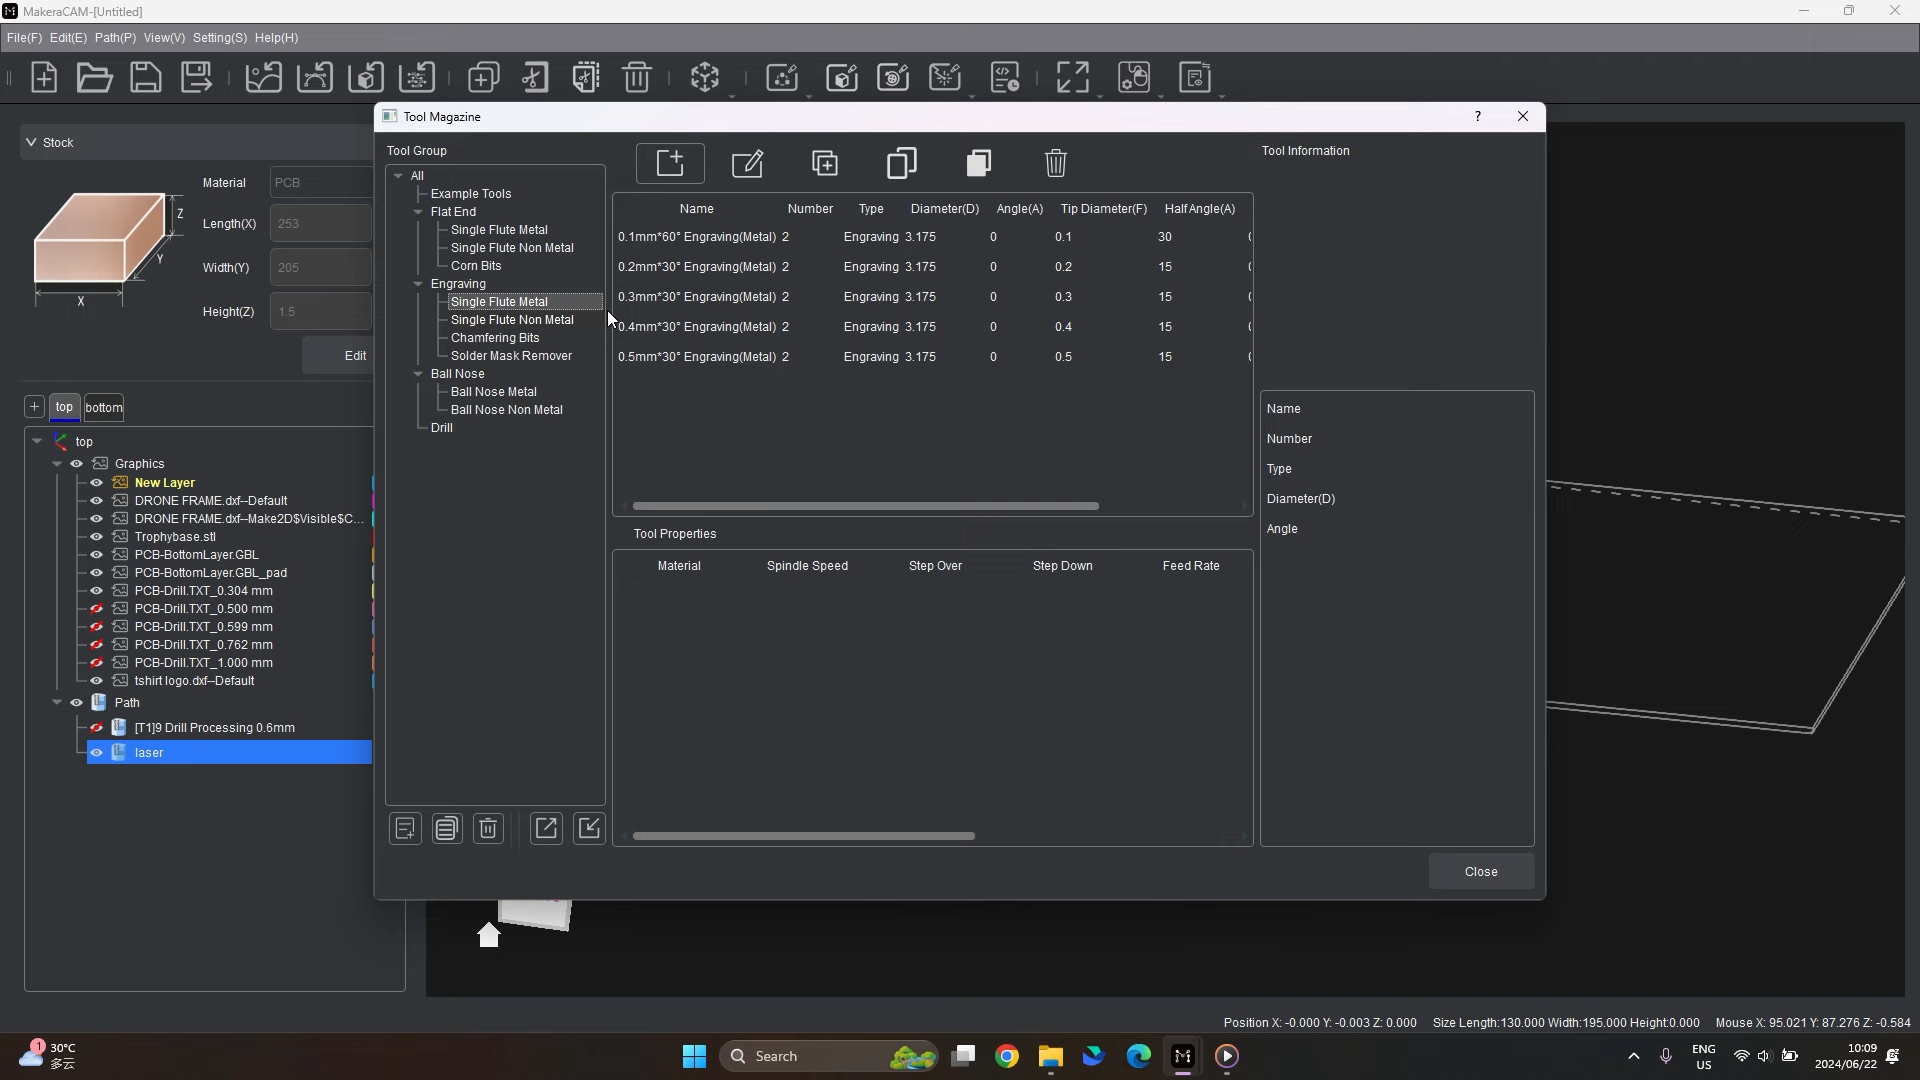 MakeraCAM-[Untitled]
File(F) Edit(E) Path(P) View(V) Setting(S) Help(H)
Stock
Material PCB
Length(X) 253
Width(Y) 205
Height(Z) 1.5
Z
Y
X
Edit
+ top bottom
top
Graphics
New Layer
DRONE FRAME.dxf--Default
DRONE FRAME.dxf--Make2D$Visible$C...
Trophybase.stl
PCB-BottomLayer.GBL
PCB-BottomLayer.GBL_pad
PCB-Drill.TXT_0.304 mm
PCB-Drill.TXT_0.500 mm
PCB-Drill.TXT_0.599 mm
PCB-Drill.TXT_0.762 mm
PCB-Drill.TXT_1.000 mm
tshirt logo.dxf--Default
Path
[T1]9 Drill Processing 0.6mm
laser
Tool Magazine ?
Tool Group
All
Example Tools
Flat End
Single Flute Metal
Single Flute Non Metal
Corn Bits
Engraving
Single Flute Metal
Single Flute Non Metal
Chamfering Bits
Solder Mask Remover
Ball Nose
Ball Nose Metal
Ball Nose Non Metal
Drill
Name Number Type Diameter(D) Angle(A) Tip Diameter(F) HalfAngle(A)
0.1mm*60° Engraving(Metal) 2 Engraving 3.175 0 0.1 30
0.2mm*30° Engraving(Metal) 2 Engraving 3.175 0 0.2 15
0.3mm*30° Engraving(Metal) 2 Engraving 3.175 0 0.3 15
0.4mm*30° Engraving(Metal) 2 Engraving 3.175 0 0.4 15
0.5mm*30° Engraving(Metal) 2 Engraving 3.175 0 0.5 15
Tool Properties
Material Spindle Speed Step Over Step Down Feed Rate
Tool Information
Name
Number
Type
Diameter(D)
Angle
Close
Position X: -0.000 Y: -0.003 Z: 0.000 Size Length:130.000 Width:195.000 Height:0.000 Mouse X: 95.021 Y: 87.276 Z: -0.584
1
30°C
多云
Search
ENG
US
10:09
2024/06/22